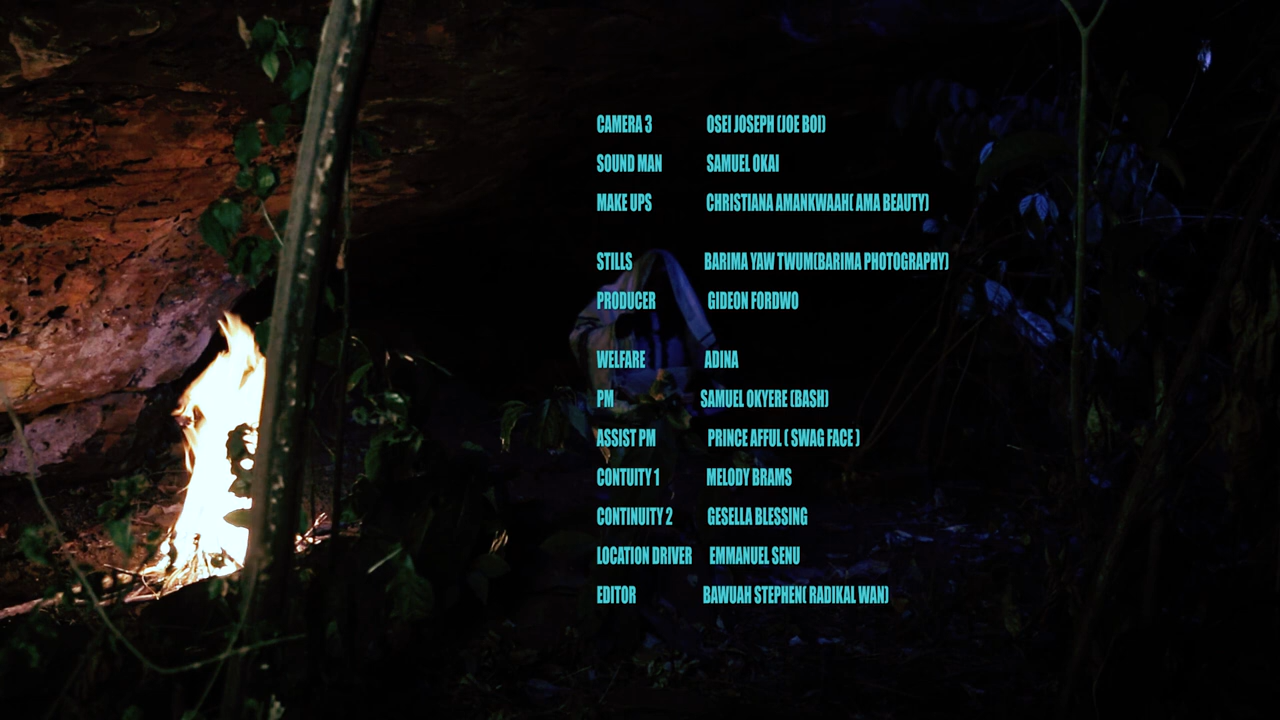 CAMERA 3 OSEI JOSEPH (JOE BOI)
SOUND MAN SAMUEL OKAI
MAKE UPS CHRISTIANA AMANKWAAH( AMA BEAUTY)
STILLS BARIMA YAW TWUM(BARIMA PHOTOGRAPHY)
PRODUCER GIDEON FORDWO
WELFARE ADINA
PM SAMUEL OKYERE (BASH)
ASSIST PM PRINCE AFFUL ( SWAG FACE )
CONTUITY 1 MELODY BRAMS
CONTINUITY 2 GESELLA BLESSING
LOCATION DRIVER EMMANUEL SENU
EDITOR BAWUAH STEPHEN( RADIKAL WAN)